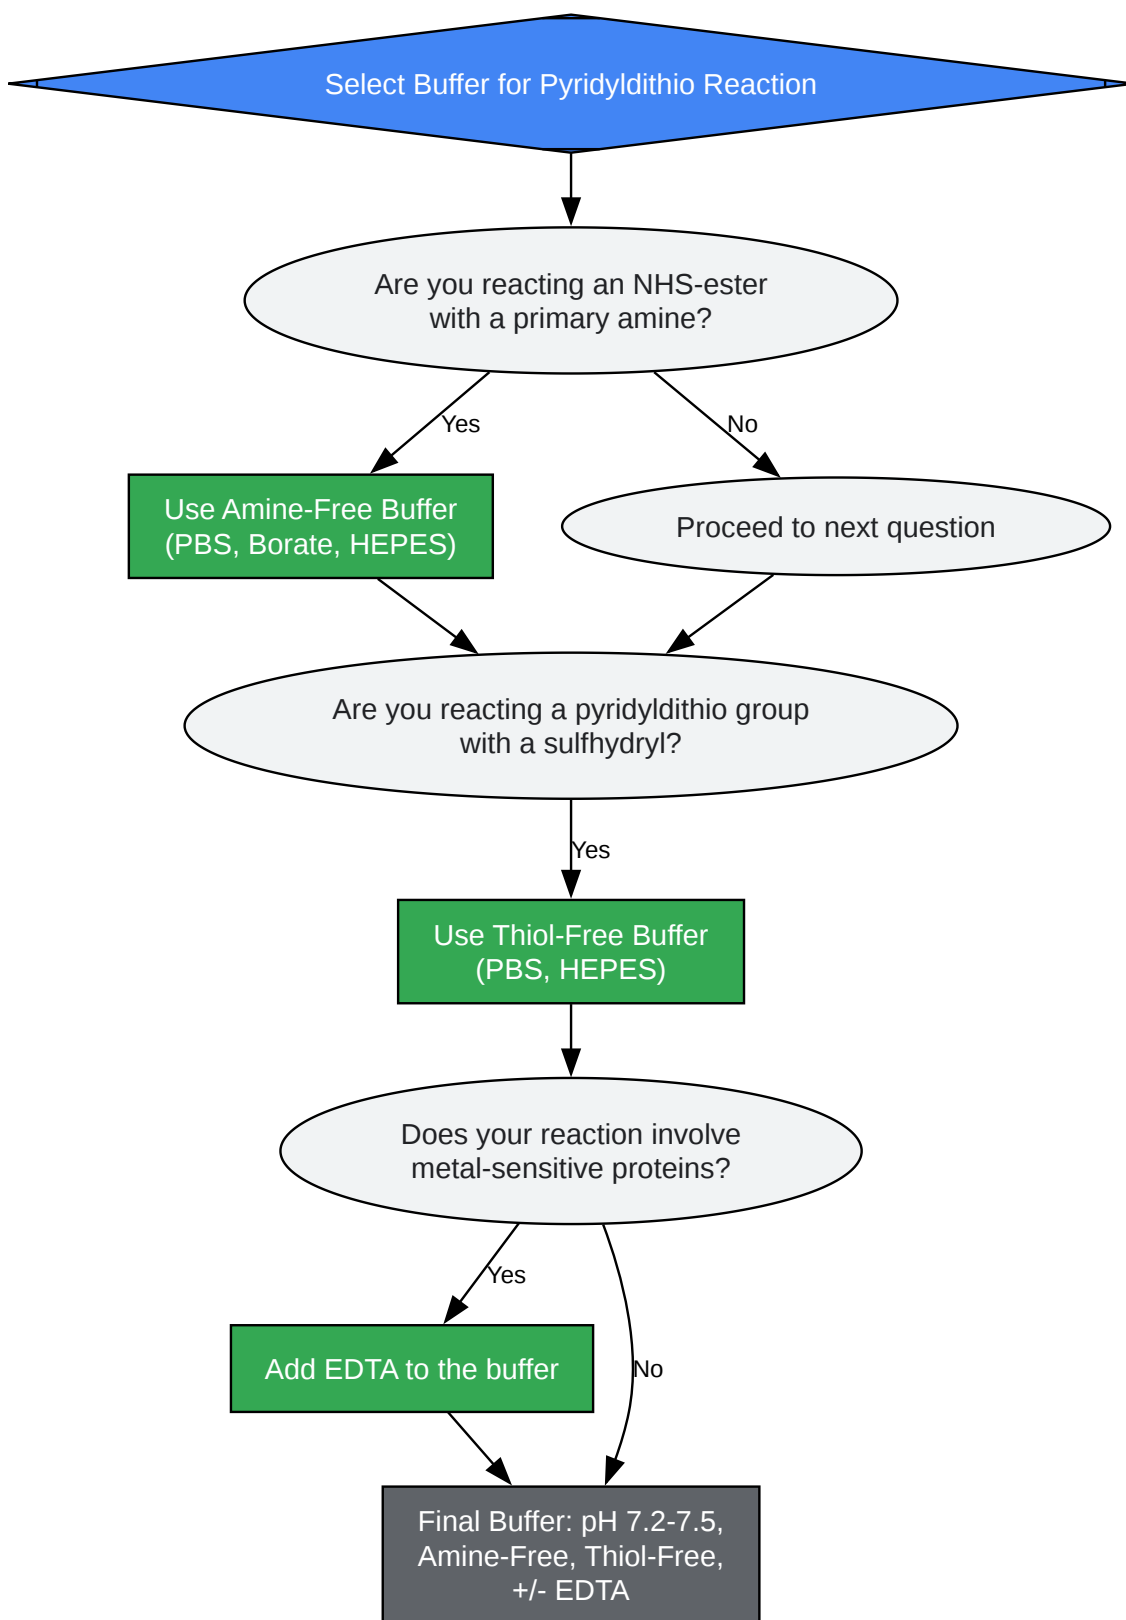 Select Buffer for Pyridyldithio Reaction
Are you reacting an NHS-ester
with a primary amine?
Yes
No
Use Amine-Free Buffer
(PBS, Borate, HEPES)
Proceed to next question
Are you reacting a pyridyldithio group
with a sulfhydryl?
Yes
Use Thiol-Free Buffer
(PBS, HEPES)
Does your reaction involve
metal-sensitive proteins?
Yes
Add EDTA to the buffer
No
Final Buffer: pH 7.2-7.5,
Amine-Free, Thiol-Free,
+/- EDTA